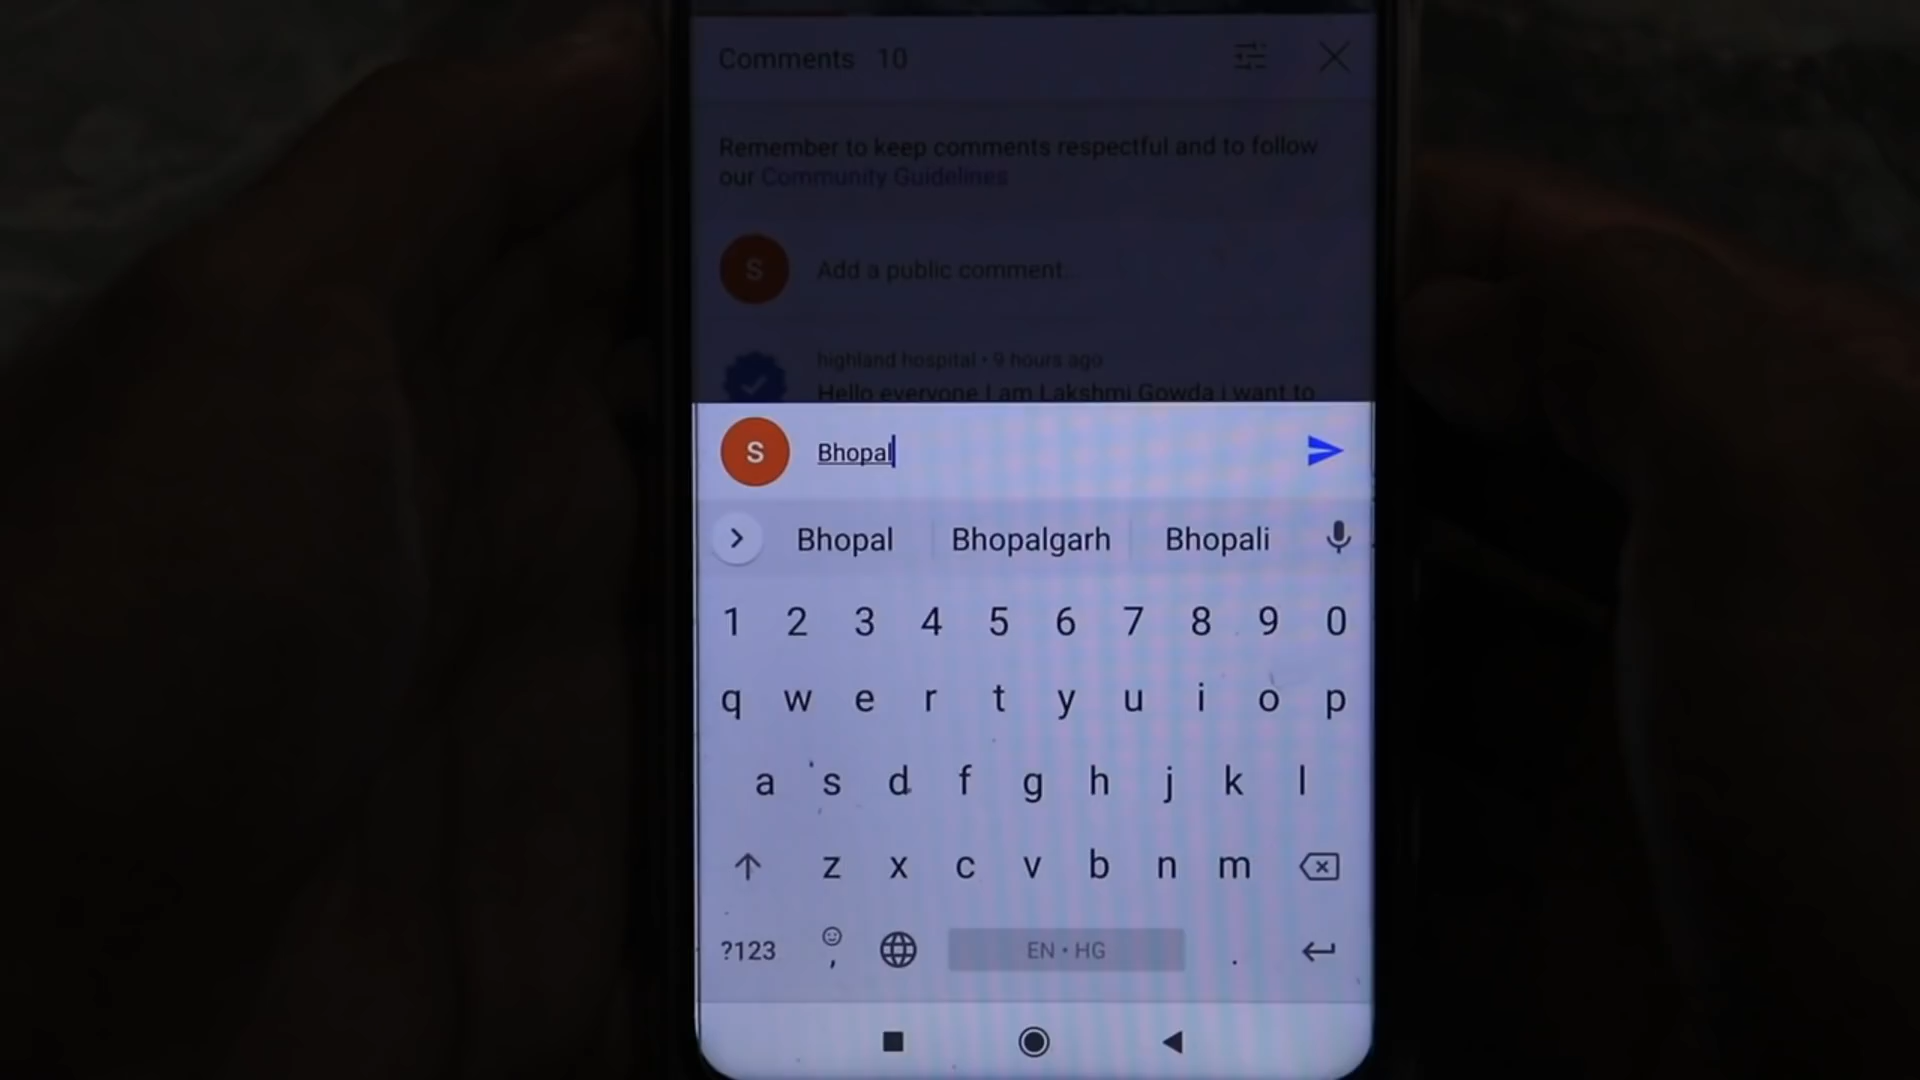 Comments 10
Remember to keep comments respectful and to follow
our Community Guidelines
S
Add a public comment...
highland hospital • 9 hours ago
Hello everyone I am Lakshmi Gowda i want to
S Bhopal
Bhopal Bhopalgarh Bhopali
1 2 3 4 5 6 7 8 9 0
q w e r t y u i o p
a s d f g h j k l
z x c v b n m
?123 , EN • HG .